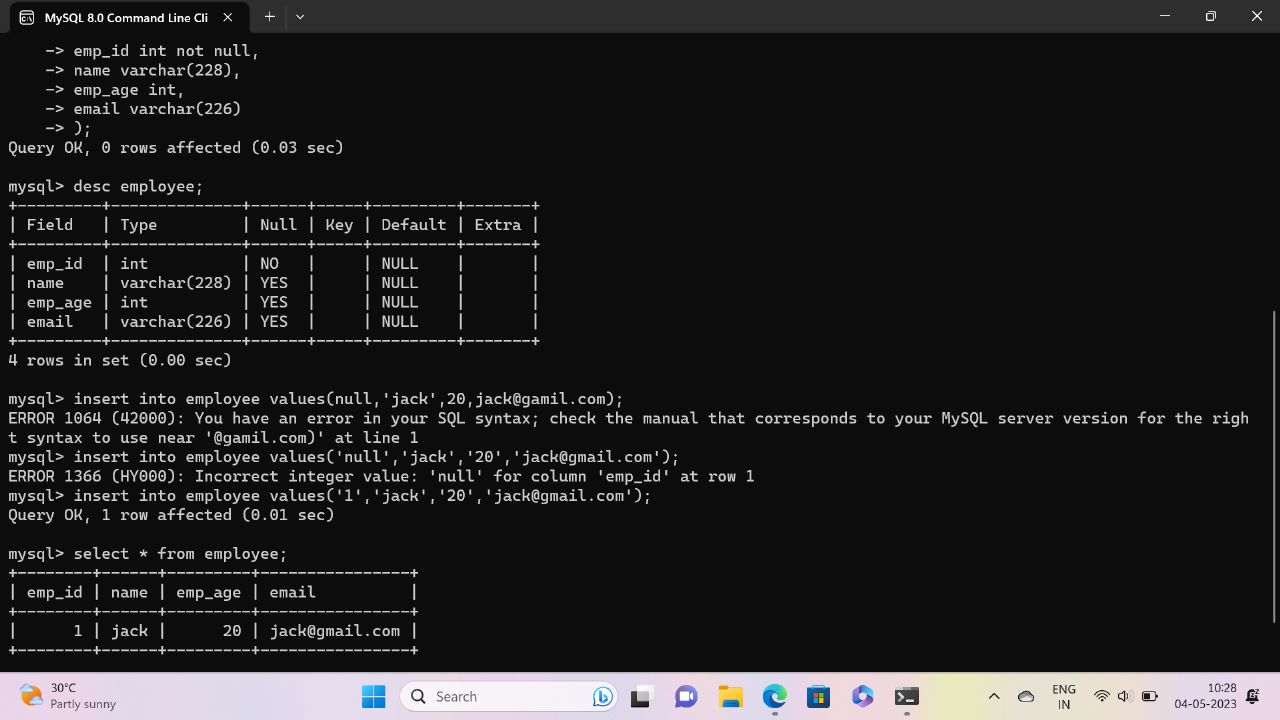 MySQL 8.0 Command Line Cli
    -> emp_id int not null,
    -> name varchar(228),
    -> emp_age int,
    -> email varchar(226)
    -> );
Query OK, 0 rows affected (0.03 sec)
mysql> desc employee;
+---------+--------------+------+-----+---------+-------+
| Field   | Type         | Null | Key | Default | Extra |
+---------+--------------+------+-----+---------+-------+
| emp_id  | int          | NO   |     | NULL    |       |
| name    | varchar(228) | YES  |     | NULL    |       |
| emp_age | int          | YES  |     | NULL    |       |
| email   | varchar(226) | YES  |     | NULL    |       |
+---------+--------------+------+-----+---------+-------+
4 rows in set (0.00 sec)
mysql> insert into employee values(null,'jack',20,jack@gamil.com);
ERROR 1064 (42000): You have an error in your SQL syntax; check the manual that corresponds to your MySQL server version for the righ
t syntax to use near '@gamil.com)' at line 1
mysql> insert into employee values('null','jack','20','jack@gmail.com');
ERROR 1366 (HY000): Incorrect integer value: 'null' for column 'emp_id' at row 1
mysql> insert into employee values('1','jack','20','jack@gmail.com');
Query OK, 1 row affected (0.01 sec)
mysql> select * from employee;
+--------+------+---------+----------------+
| emp_id | name | emp_age | email          |
+--------+------+---------+----------------+
|      1 | jack |      20 | jack@gmail.com |
+--------+------+---------+----------------+
30°C
Partly sunny
Search
ENG
IN
10:28
04-05-2023